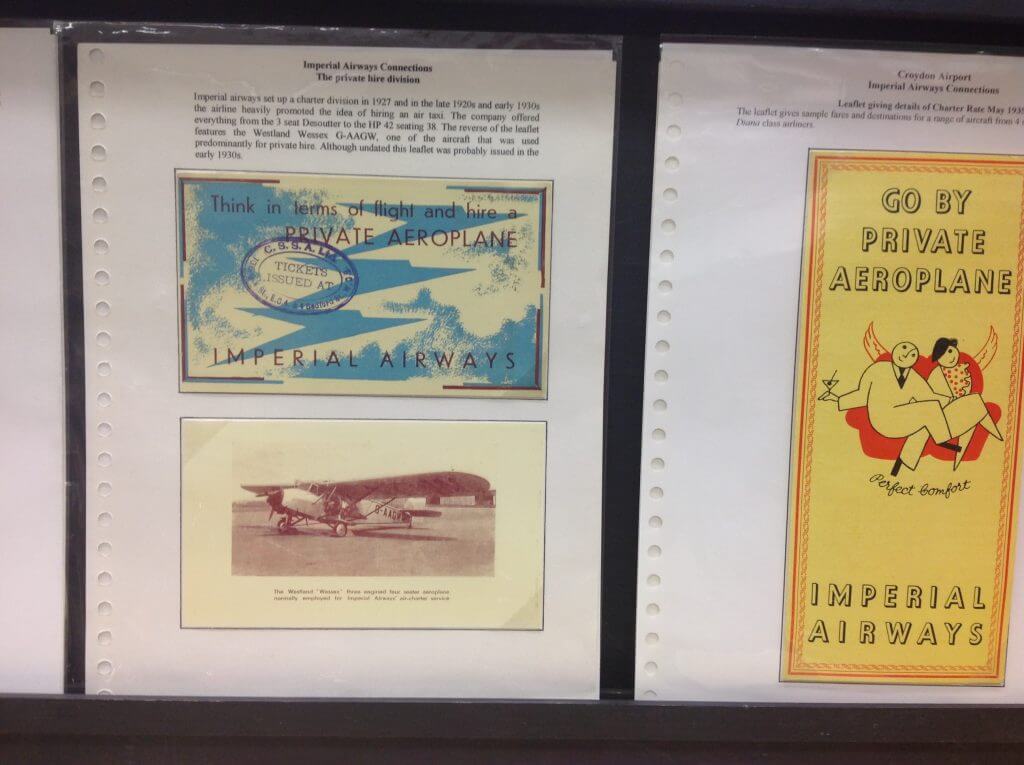 Imperial Airways Connections
The private hire division
Imperial airways set up a charter division in 1927 and in the late 1920s and early 1930s
the airline heavily promoted the idea of hiring an air taxi. The company offered
everything from the 3 seat Desoutter to the HP 42 seating 38. The reverse of the leaflet
features the Westland Wessex G-AAGW, one of the aircraft that was used
predominantly for private hire. Although undated this leaflet was probably issued in the
early 1930s.
Think in terms of flight and hire a
PRIVATE AEROPLANE
C.S.S.A. Ltd.
TICKETS
ISSUED AT
IMPERIAL AIRWAYS
G-AAGW
The Westland "Wessex" three engined four seater aeroplane
normally employed for Imperial Airways' air-charter service
Croydon Airport
Imperial Airways Connections
Leaflet giving details of Charter Rate May 1935
The leaflet gives sample fares and destinations for a range of aircraft from 4
Diana class airliners.
GO BY
PRIVATE
AEROPLANE
Perfect Comfort
IMPERIAL
AIRWAYS